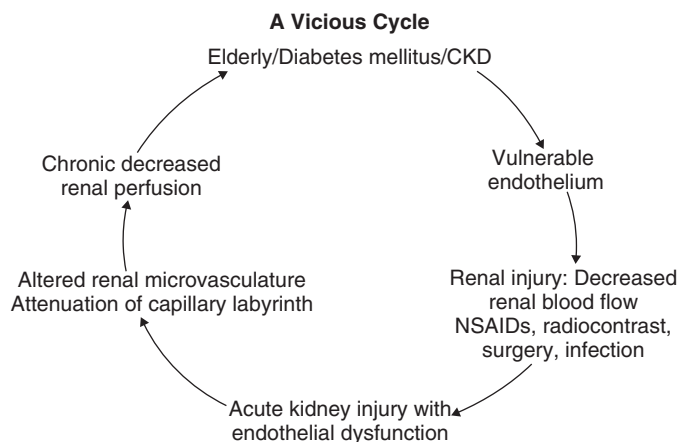 A Vicious Cycle
Elderly/Diabetes mellitus/CKD
Vulnerable
endothelium
Renal injury: Decreased
renal blood flow
NSAIDs, radiocontrast,
surgery, infection
Acute kidney injury with
endothelial dysfunction
Altered renal microvasculature
Attenuation of capillary labyrinth
Chronic decreased
renal perfusion